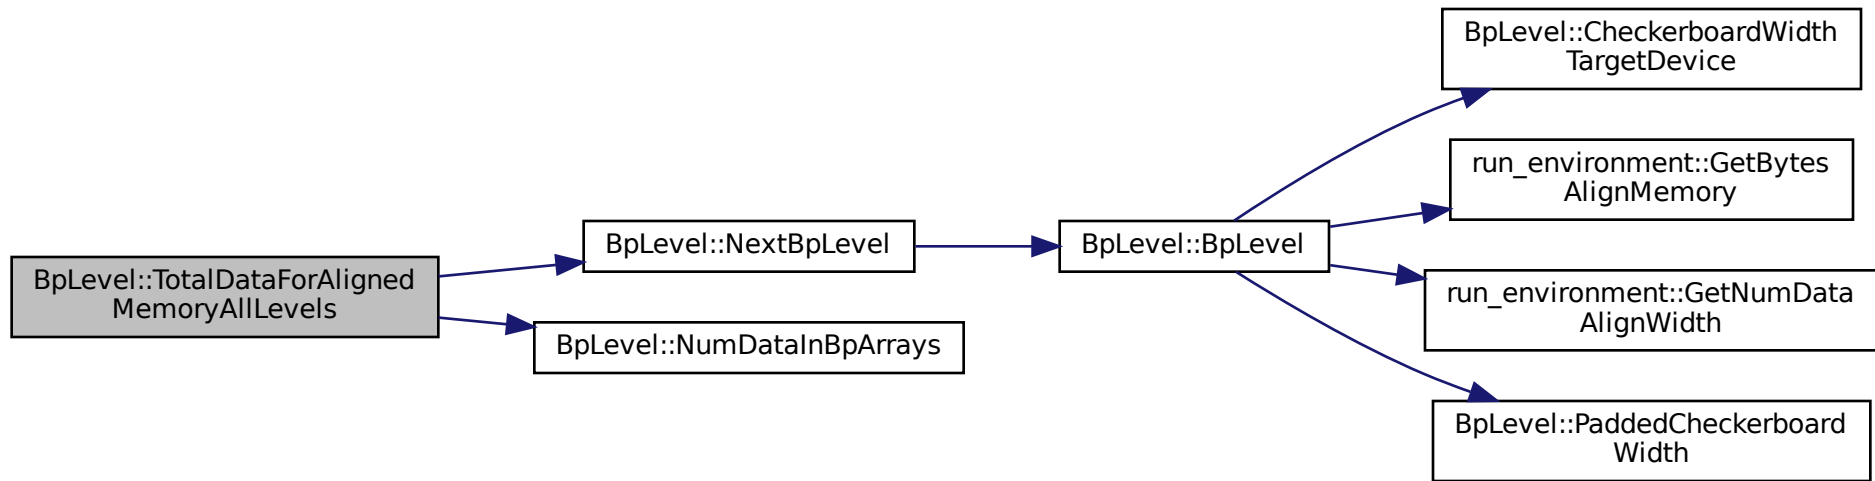 BpLevel::TotalDataForAligned
MemoryAllLevels
BpLevel::NextBpLevel
BpLevel::NumDataInBpArrays
BpLevel::BpLevel
BpLevel::CheckerboardWidth
TargetDevice
run_environment::GetBytes
AlignMemory
run_environment::GetNumData
AlignWidth
BpLevel::PaddedCheckerboard
Width